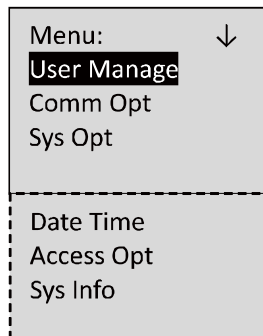 Menu: ↓
User Manage
Comm Opt
Sys Opt
Date Time
Access Opt
Sys Info